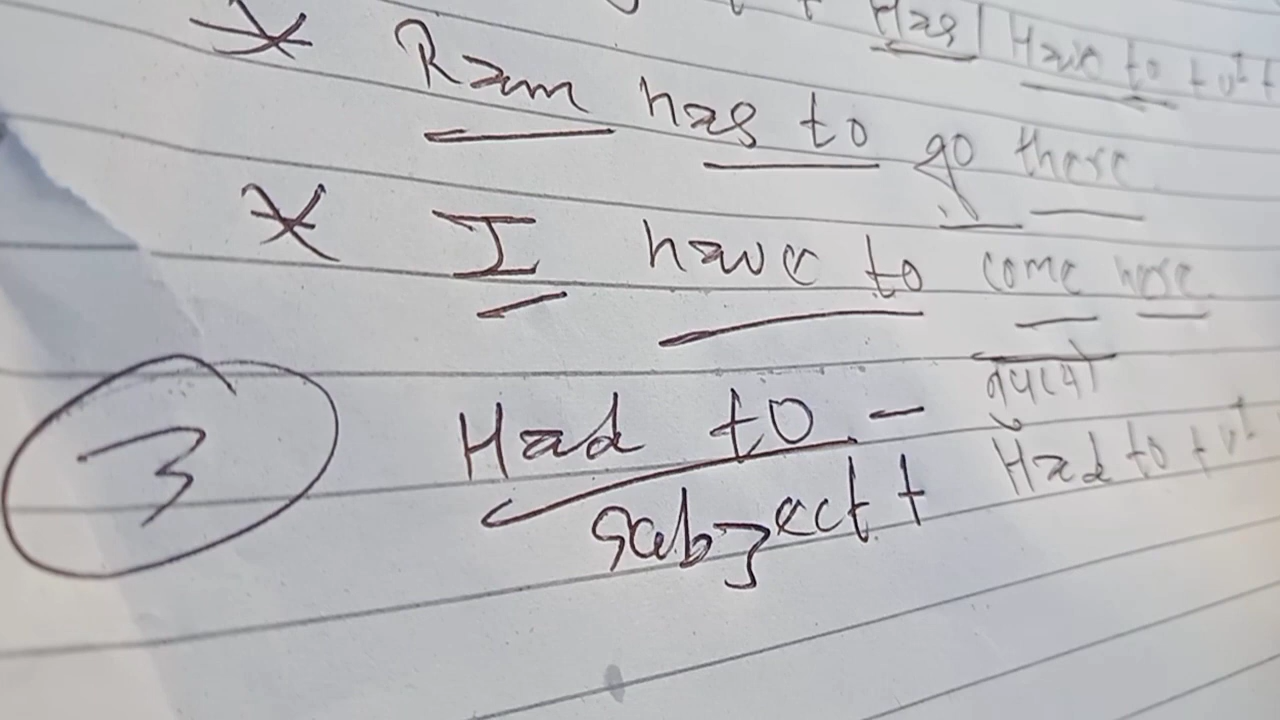 + Has | Have to + v1 +
* Ram has to go there
* I have to come here
3 Had to -
Subject + Had to + v1